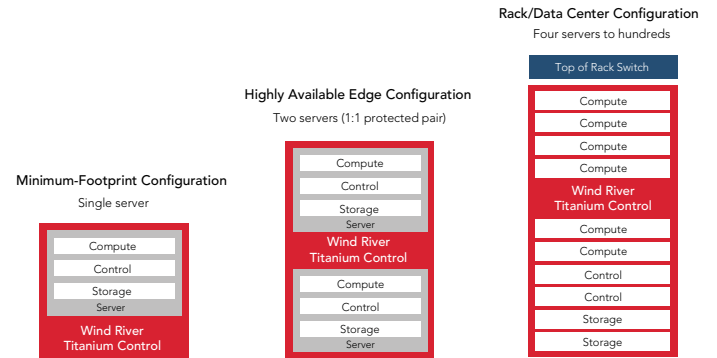 Minimum-Footprint Configuration
Single server
Compute
Control
Storage
Server
Wind River
Titanium Control
Highly Available Edge Configuration
Two servers (1:1 protected pair)
Compute
Control
Storage
Server
Wind River
Titanium Control
Compute
Control
Storage
Server
Rack/Data Center Configuration
Four servers to hundreds
Top of Rack Switch
Compute
Compute
Compute
Compute
Wind River
Titanium Control
Compute
Compute
Control
Control
Storage
Storage